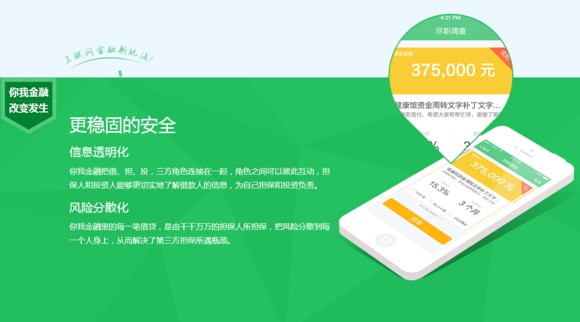 互联网金融新玩法!
你我金融
改变发生
更稳固的安全
信息透明化
你我金融把借、担、投，三方角色连接在一起，角色之间可以彼此互动，担
保人和投资人能够更切实地了解借款人的信息，为自己担保和投资负责。
风险分散化
你我金融里的每一笔借贷，是由千千万万的担保人所担保，把风险分散到每
一个人身上，从而解决了第三方担保所遇瓶颈。
4:21 PM
尽职调查
375,000 元
健康馆资金周转文字补丁文字...
375,000 元
15.3%
3 个月